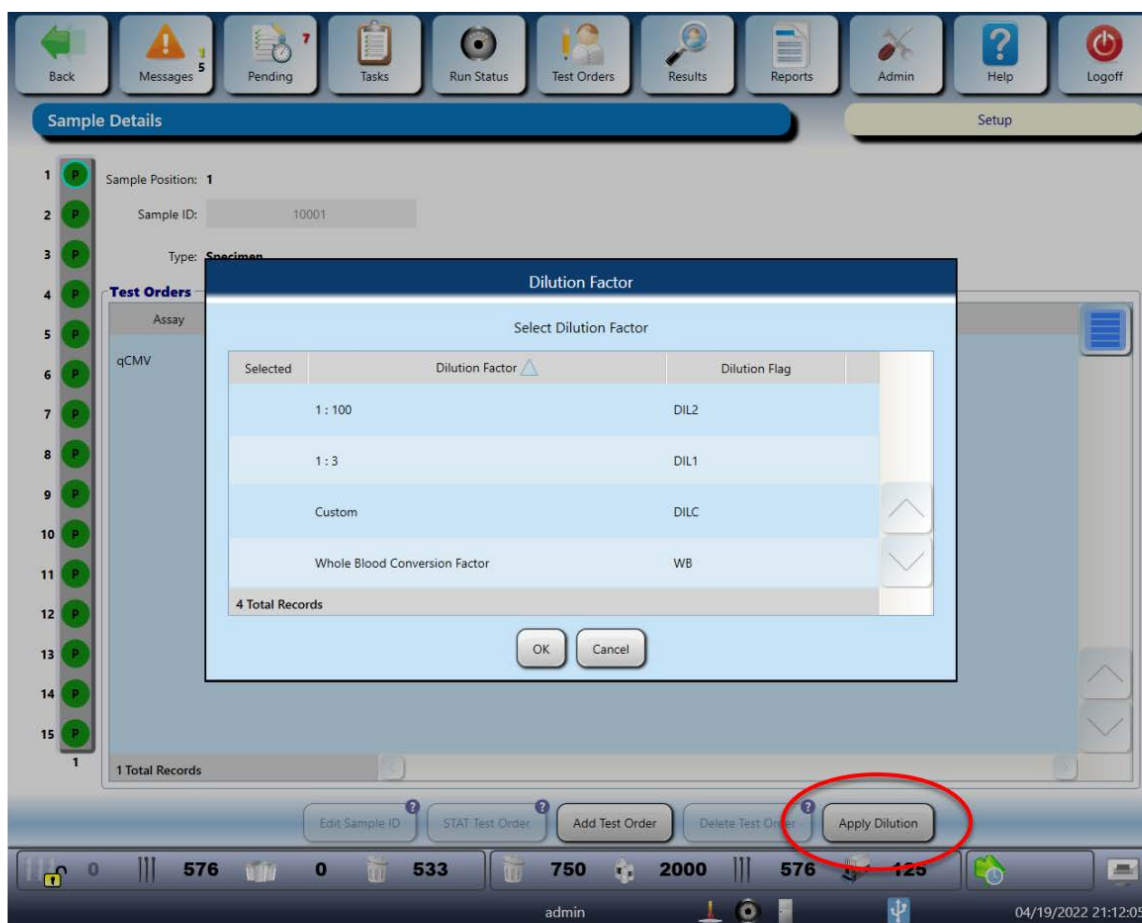 Back
Messages
1
5
Pending
7
Tasks
Run Status
Test Orders
Results
Reports
Admin
?
Help
Logoff
Sample Details
Setup
1 P
2 P
3 P
4 P
5 P
6 P
7 P
8 P
9 P
10 P
11 P
12 P
13 P
14 P
15 P
1
Sample Position: 1
Sample ID: 10001
Type: Specimen
Test Orders
Assay
qCMV
Dilution Factor
Select Dilution Factor
Selected Dilution Factor Dilution Flag
1 : 100 DIL2
1 : 3 DIL1
Custom DILC
Whole Blood Conversion Factor WB
4 Total Records
OK Cancel
1 Total Records
Edit Sample ID ? STAT Test Order ? Add Test Order Delete Test Order ? Apply Dilution
0 576 0 533 750 2000 576 125
admin 04/19/2022 21:12:03